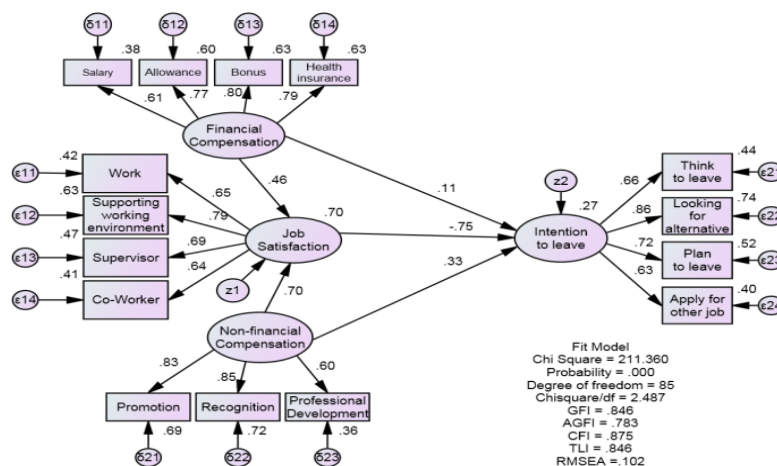 δ11 δ12 δ13 δ14
.38 .60 .63 .63
Salary Allowance Bonus Health
insurance
.61 .77 .80 .79
Financial
Compensation
.42
ε11 Work
.65
.46
.11
.63
ε12 Supporting
working
environment
.79
.47
ε13 Supervisor
.69
.41
ε14 Co-Worker
.64
Job
Satisfaction
.70
z1
-.75
z2
.27
Intention
to leave
.33
.70
Non-financial
Compensation
.66
Think
to leave
.44
ε21
.86
Looking
for
alternative
.74
ε22
.72
Plan
to leave
.52
ε23
.63
Apply for
other job
.40
ε24
.83 .85 .60
Promotion Recognition Professional
Development
.69 .72 .36
δ21 δ22 δ23
Fit Model
Chi Square = 211.360
Probability = .000
Degree of freedom = 85
Chisquare/df = 2.487
GFI = .846
AGFI = .783
CFI = .875
TLI = .846
RMSEA =.102